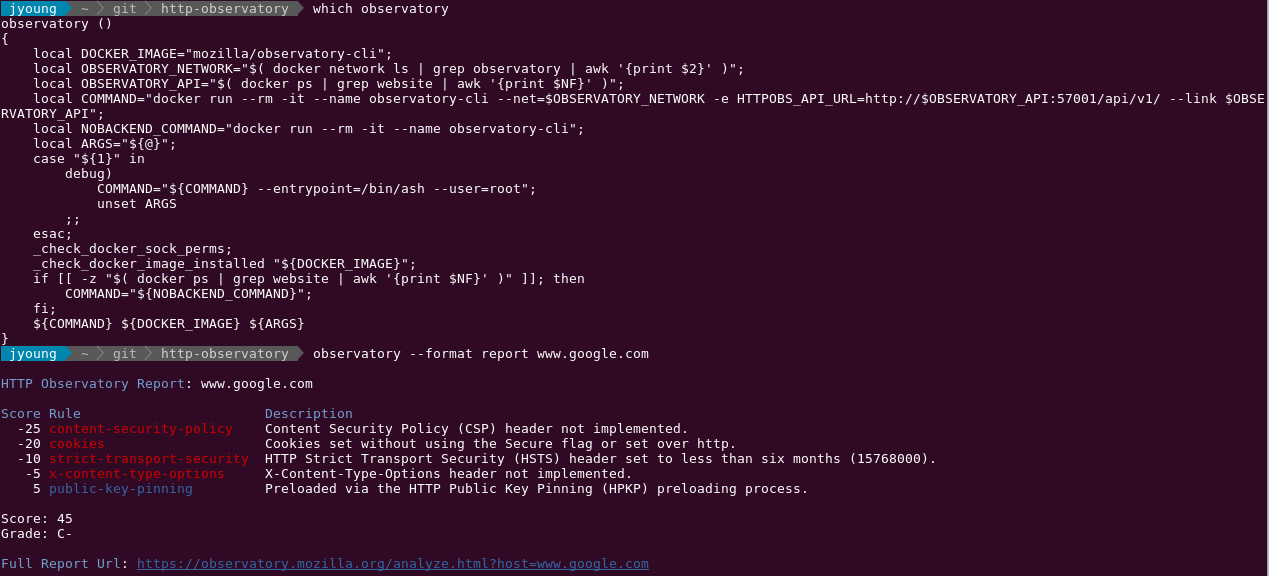 jyoung ~ git http-observatory which observatory
observatory ()
{
    local DOCKER_IMAGE="mozilla/observatory-cli";
    local OBSERVATORY_NETWORK="$( docker network ls | grep observatory | awk '{print $2}' )";
    local OBSERVATORY_API="$( docker ps | grep website | awk '{print $NF}' )";
    local COMMAND="docker run --rm -it --name observatory-cli --net=$OBSERVATORY_NETWORK -e HTTPOBS_API_URL=http://$OBSERVATORY_API:57001/api/v1/ --link $OBSE
RVATORY_API";
    local NOBACKEND_COMMAND="docker run --rm -it --name observatory-cli";
    local ARGS="${@}";
    case "${1}" in
        debug)
            COMMAND="${COMMAND} --entrypoint=/bin/ash --user=root";
            unset ARGS
        ;;
    esac;
    _check_docker_sock_perms;
    _check_docker_image_installed "${DOCKER_IMAGE}";
    if [[ -z "$( docker ps | grep website | awk '{print $NF}' )" ]]; then
        COMMAND="${NOBACKEND_COMMAND}";
    fi;
    ${COMMAND} ${DOCKER_IMAGE} ${ARGS}
}
jyoung ~ git http-observatory observatory --format report www.google.com
HTTP Observatory Report: www.google.com
Score Rule                       Description
  -25 content-security-policy    Content Security Policy (CSP) header not implemented.
  -20 cookies                    Cookies set without using the Secure flag or set over http.
  -10 strict-transport-security  HTTP Strict Transport Security (HSTS) header set to less than six months (15768000).
   -5 x-content-type-options     X-Content-Type-Options header not implemented.
    5 public-key-pinning         Preloaded via the HTTP Public Key Pinning (HPKP) preloading process.
Score: 45
Grade: C-
Full Report Url: https://observatory.mozilla.org/analyze.html?host=www.google.com